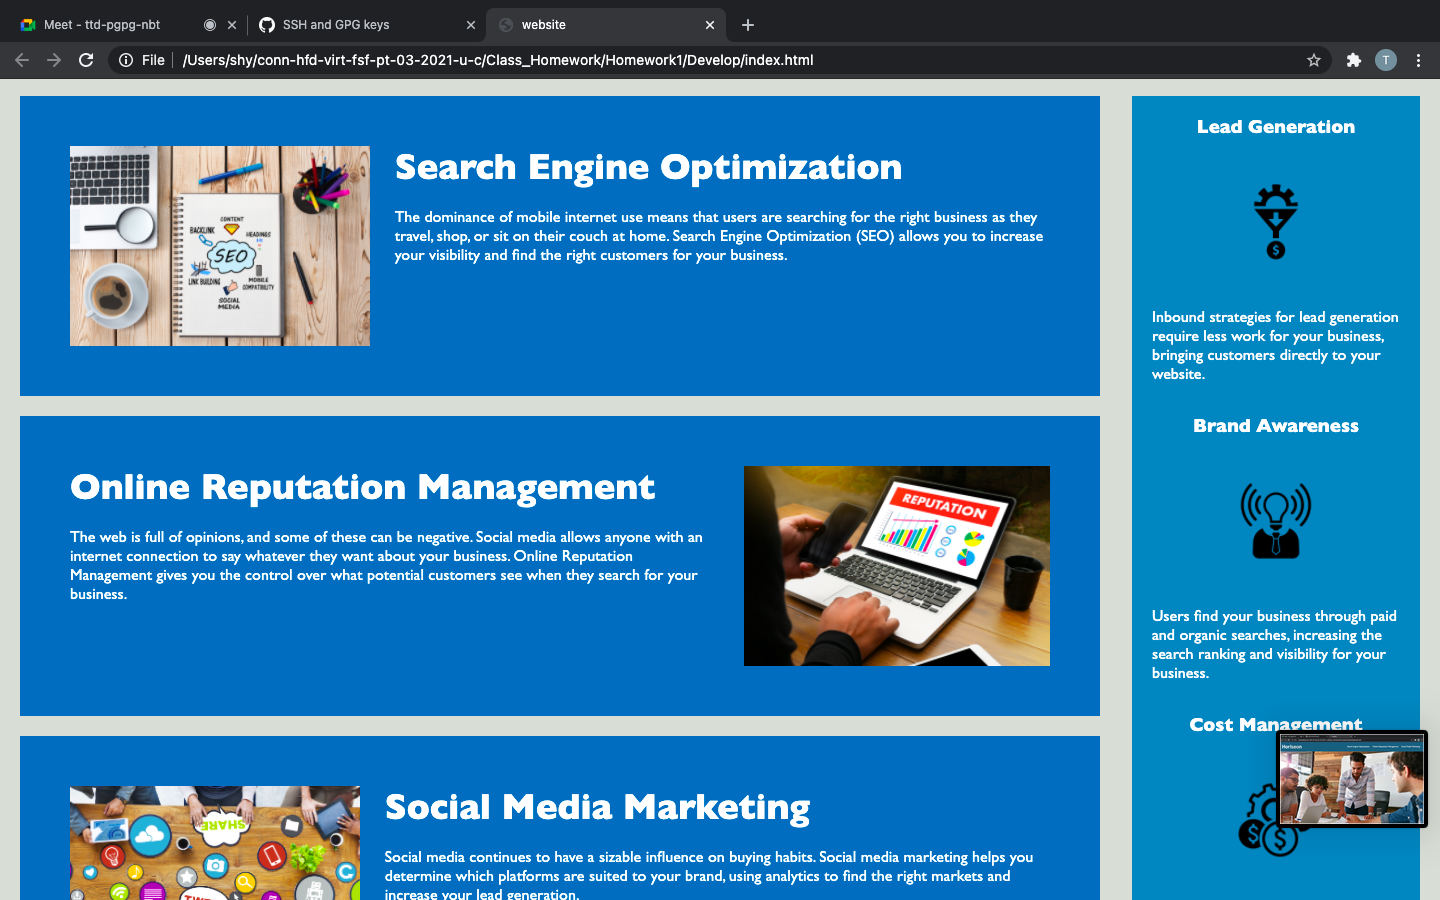 Meet - ttd-pgpg-nbt
SSH and GPG keys
website
File
/Users/shy/conn-hfd-virt-fsf-pt-03-2021-u-c/Class_Homework/Homework1/Develop/index.html
T
CONTENT
BACKLINK
HEADINGS
SEO
LINK BUILDING
MOBILE
COMPATIBILITY
SOCIAL
MEDIA
Search Engine Optimization
The dominance of mobile internet use means that users are searching for the right business as they
travel, shop, or sit on their couch at home. Search Engine Optimization (SEO) allows you to increase
your visibility and find the right customers for your business.
Online Reputation Management
The web is full of opinions, and some of these can be negative. Social media allows anyone with an
internet connection to say whatever they want about your business. Online Reputation
Management gives you the control over what potential customers see when they search for your
business.
REPUTATION
SHARE
Social Media Marketing
Social media continues to have a sizable influence on buying habits. Social media marketing helps you
determine which platforms are suited to your brand, using analytics to find the right markets and
increase your lead generation.
Lead Generation
$
Inbound strategies for lead generation
require less work for your business,
bringing customers directly to your
website.
Brand Awareness
Users find your business through paid
and organic searches, increasing the
search ranking and visibility for your
business.
Cost Management
Horiseon
$
$